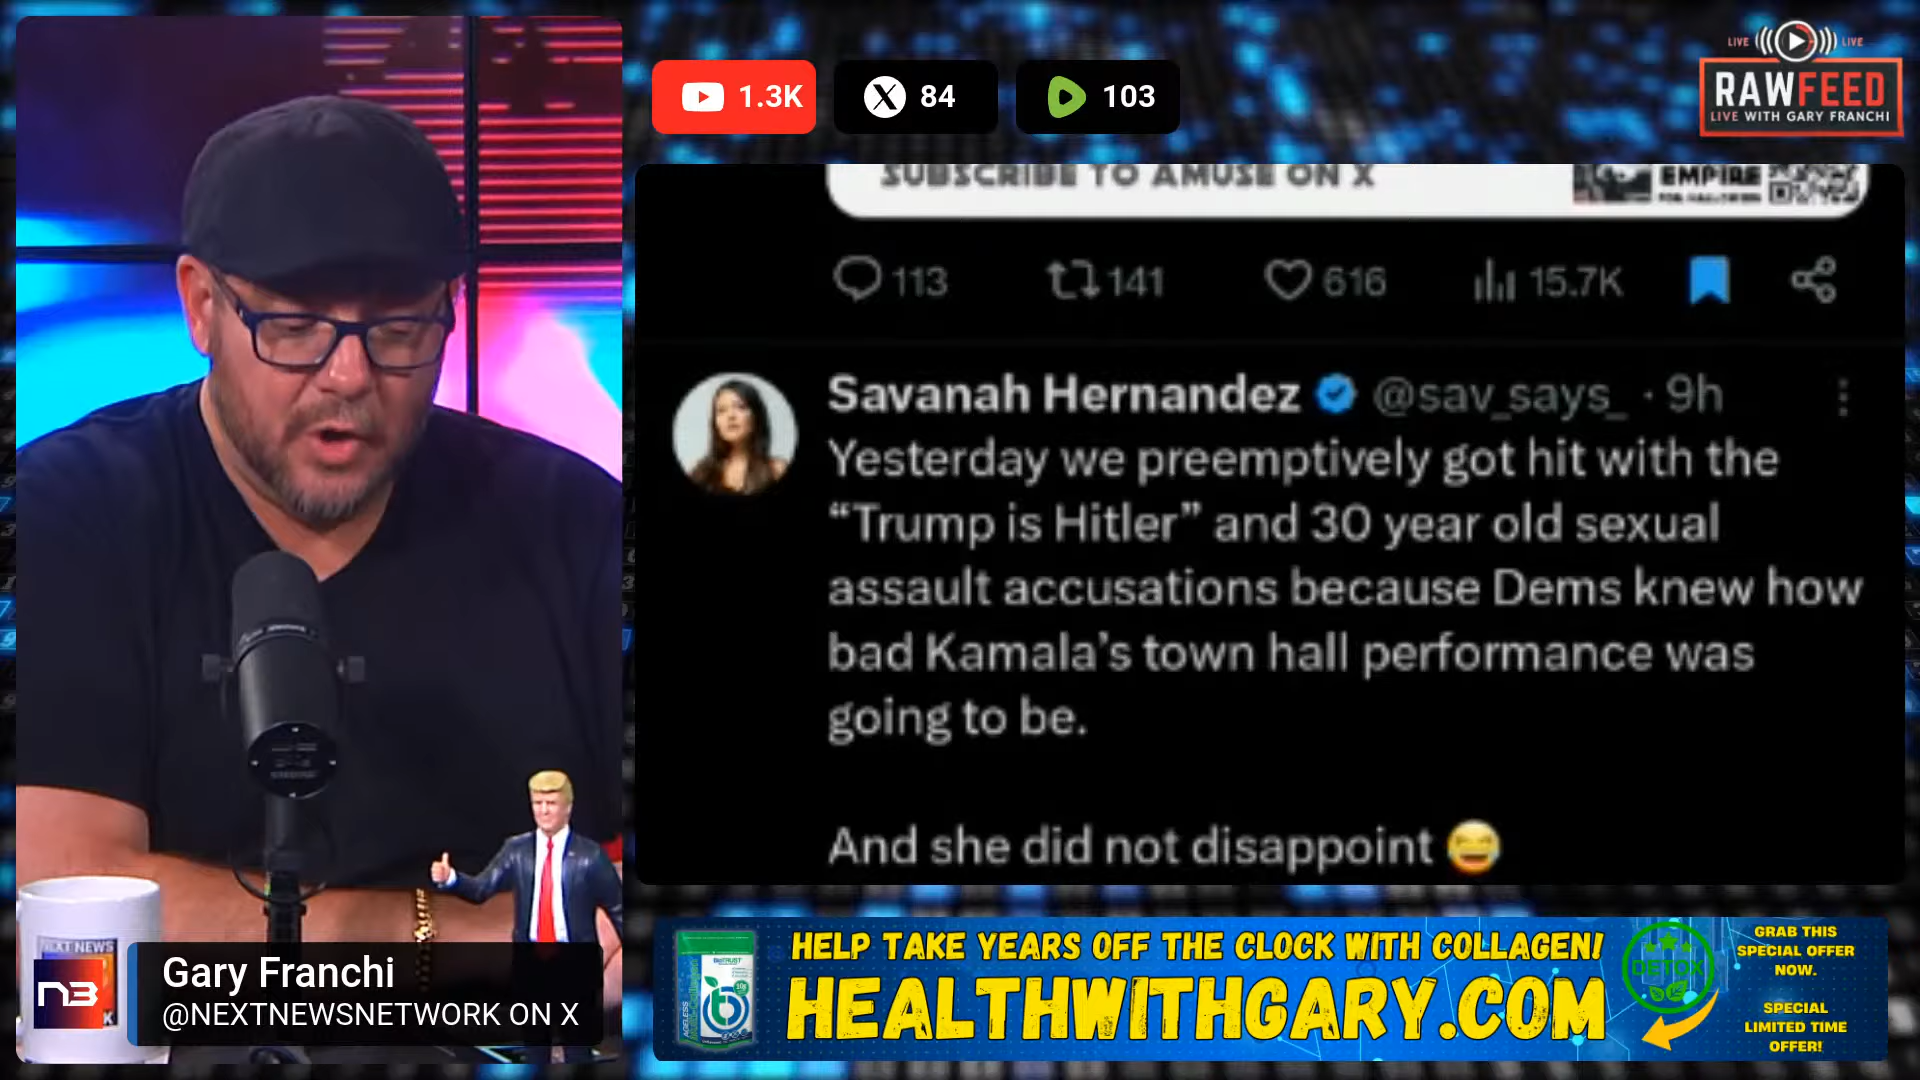 LIVE LIVE
RAWFEED
LIVE WITH GARY FRANCHI
1.3K
84
103
SUBSCRIBE TO AMUSE ON X
EMPIRE
113 141 616 15.7K
Savanah Hernandez @sav_says_ · 9h
Yesterday we preemptively got hit with the
“Trump is Hitler” and 30 year old sexual
assault accusations because Dems knew how
bad Kamala’s town hall performance was
going to be.
And she did not disappoint 😂
NEXT NEWS
n3
Gary Franchi
@NEXTNEWSNETWORK ON X
BioTRUST
AGELESS
HELP TAKE YEARS OFF THE CLOCK WITH COLLAGEN!
HEALTHWITHGARY.COM
DETOX
GRAB THIS
SPECIAL OFFER
NOW.
SPECIAL
LIMITED TIME
OFFER!